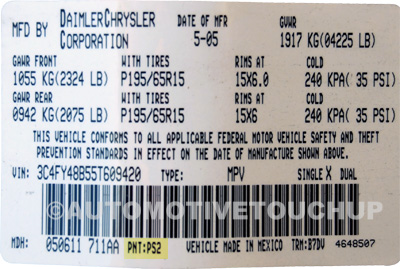 MFD BY DAIMLERCHRYSLER CORPORATION DATE OF MFR 5-05 GVWR 1917 KG(04225 LB)
GAWR FRONT WITH TIRES RIMS AT COLD
1055 KG(2324 LB) P195/65R15 15X6.0 240 KPA( 35 PSI)
GAWR REAR WITH TIRES RIMS AT COLD
0942 KG(2075 LB) P195/65R15 15X6 240 KPA( 35 PSI)
THIS VEHICLE CONFORMS TO ALL APPLICABLE FEDERAL MOTOR VEHICLE SAFETY AND THEFT
PREVENTION STANDARDS IN EFFECT ON THE DATE OF MANUFACTURE SHOWN ABOVE.
VIN: 3C4FY48B55T609420 TYPE: MPV SINGLE X DUAL
©AUTOMOTIVETOUCHUP
MDH: 050611 711AA PNT:PS2 VEHICLE MADE IN MEXICO TRM:B7DV 4648507